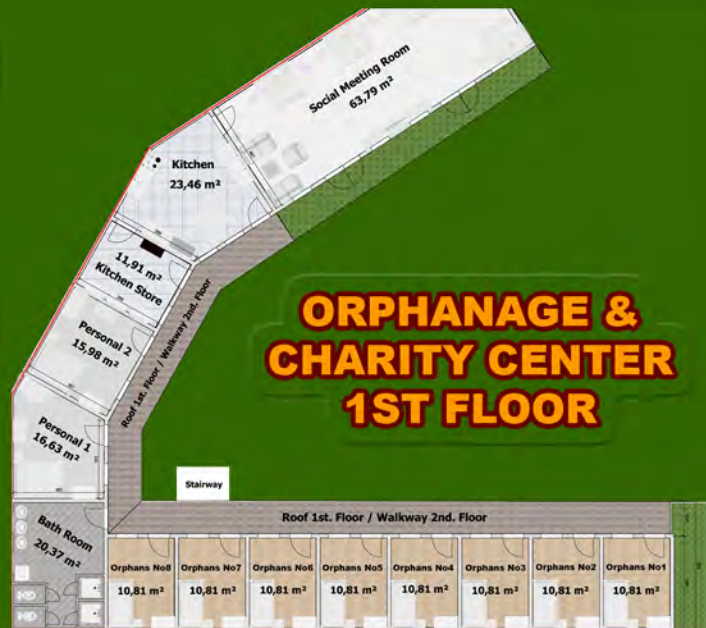 Social Meeting Room
63,79 m²
Kitchen
23,46 m²
11,91 m²
Kitchen Store
Personal 2
15,98 m²
Roof 1st. Floor / Walkway 2nd. Floor
ORPHANAGE &
CHARITY CENTER
1ST FLOOR
Personal 1
16,63 m²
Stairway
Bath Room
20,37 m²
Roof 1st. Floor / Walkway 2nd. Floor
Orphans No8 Orphans No7 Orphans No6 Orphans No5 Orphans No4 Orphans No3 Orphans No2 Orphans No1
10,81 m² 10,81 m² 10,81 m² 10,81 m² 10,81 m² 10,81 m² 10,81 m² 10,81 m²